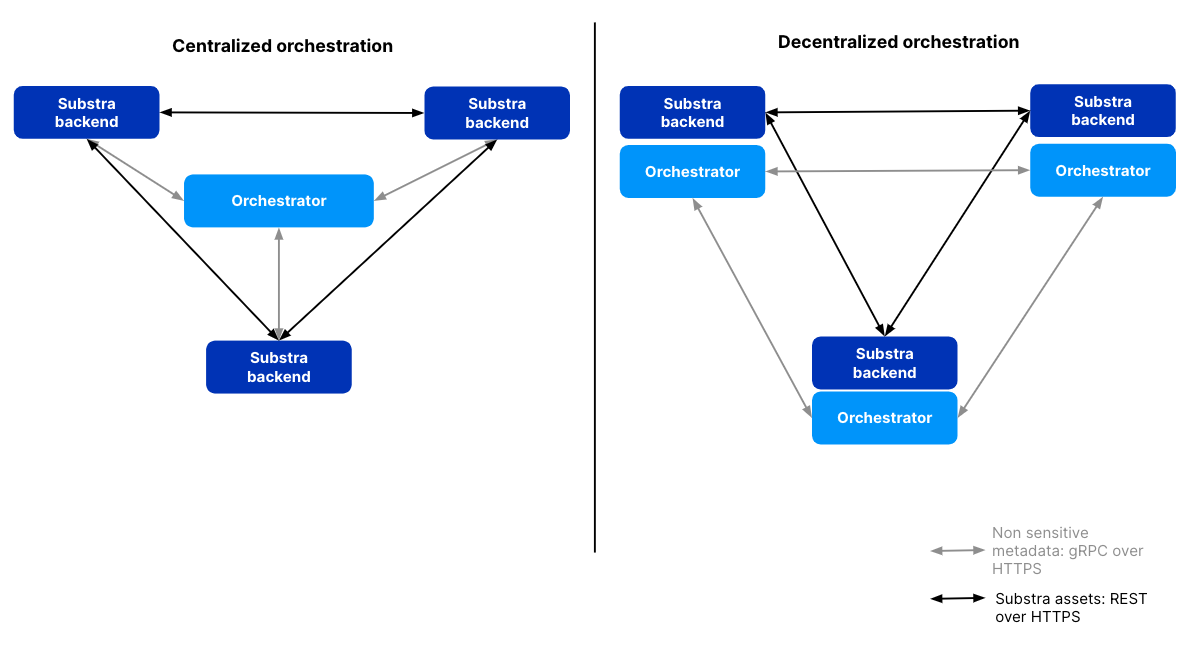 Centralized orchestration
Substra
backend
Substra
backend
Orchestrator
Substra
backend
Decentralized orchestration
Substra
backend
Substra
backend
Orchestrator
Orchestrator
Substra
backend
Orchestrator
Non sensitive
metadata: gRPC over
HTTPS
Substra assets: REST
over HTTPS